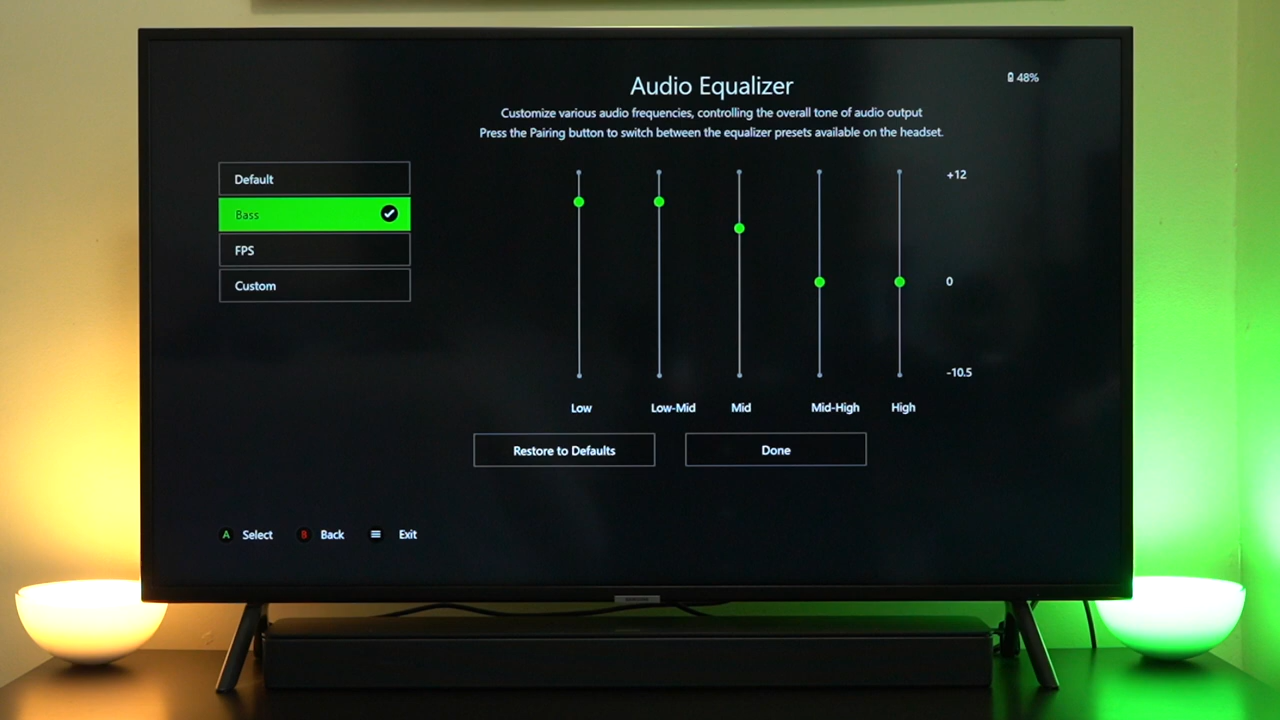 Audio Equalizer
48%
Customize various audio frequencies, controlling the overall tone of audio output
Press the Pairing button to switch between the equalizer presets available on the headset.
Default
Bass
FPS
Custom
+12
0
-10.5
Low
Low-Mid
Mid
Mid-High
High
Restore to Defaults
Done
A Select
B Back
Exit